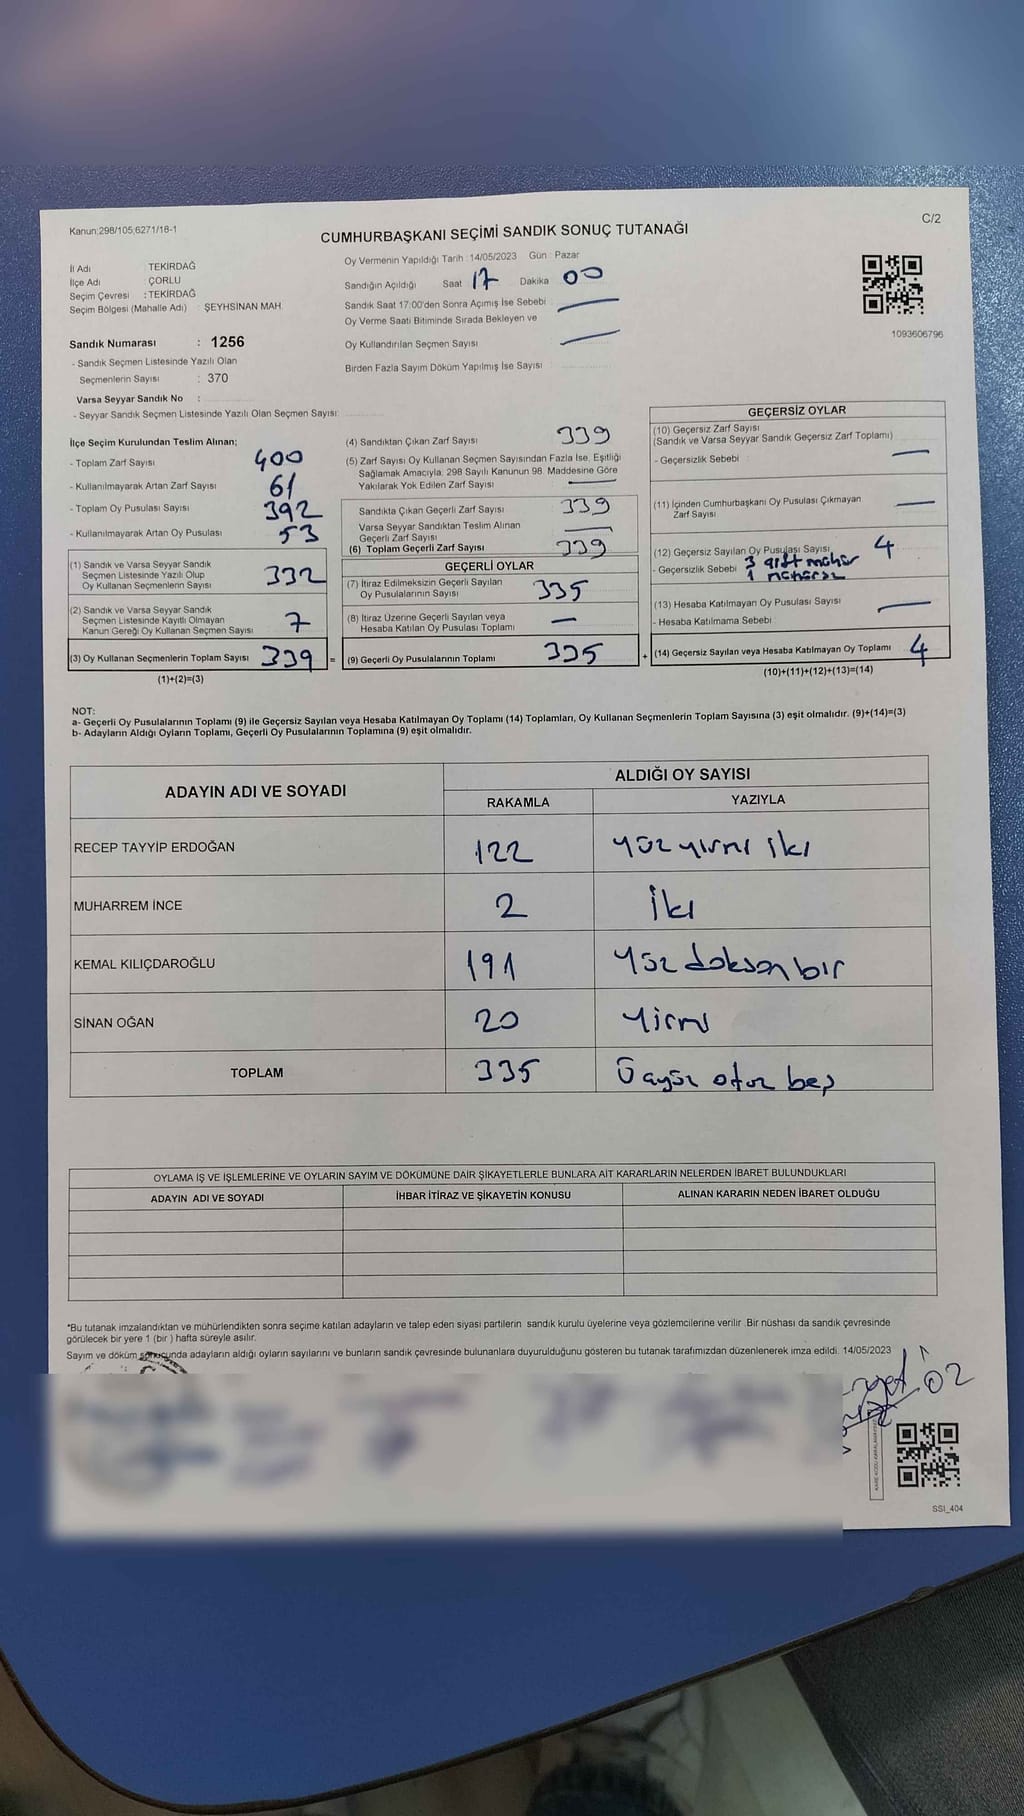 Kanun;298/105;6271/18-1
C/2
CUMHURBAŞKANI SEÇİMİ SANDIK SONUÇ TUTANAĞI
İl Adı TEKİRDAĞ
İlçe Adı ÇORLU
Seçim Çevresi : TEKİRDAĞ
Seçim Bölgesi (Mahalle Adı) ŞEYHSİNAN MAH.
Oy Vermenin Yapıldığı Tarih : 14/05/2023 Gün : Pazar
Sandığın Açıldığı Saat 17 Dakika 00
Sandık Saat 17:00'den Sonra Açımış İse Sebebi —
Oy Verme Saati Bitiminde Sırada Bekleyen ve
Oy Kullandırılan Seçmen Sayısı —
Birden Fazla Sayım Döküm Yapılmış İse Sayısı
1093606796
Sandık Numarası : 1256
- Sandık Seçmen Listesinde Yazılı Olan
Seçmenlerin Sayısı : 370
Varsa Seyyar Sandık No :
- Seyyar Sandık Seçmen Listesinde Yazılı Olan Seçmen Sayısı:
İlçe Seçim Kurulundan Teslim Alınan;
- Toplam Zarf Sayısı 400
- Kullanılmayarak Artan Zarf Sayısı 61
- Toplam Oy Pusulası Sayısı 392
- Kullanılmayarak Artan Oy Pusulası 53
(1) Sandık ve Varsa Seyyar Sandık
Seçmen Listesinde Yazılı Olup
Oy Kullanan Seçmenlerin Sayısı 332
(2) Sandık ve Varsa Seyyar Sandık
Seçmen Listesinde Kayıtlı Olmayan
Kanun Gereği Oy Kullanan Seçmen Sayısı 7
(3) Oy Kullanan Seçmenlerin Toplam Sayısı 339 =
(1)+(2)=(3)
(4) Sandıktan Çıkan Zarf Sayısı 339
(5) Zarf Sayısı Oy Kullanan Seçmen Sayısından Fazla İse, Eşitliği
Sağlamak Amacıyla; 298 Sayılı Kanunun 98. Maddesine Göre
Yakılarak Yok Edilen Zarf Sayısı —
Sandıkta Çıkan Geçerli Zarf Sayısı 339
Varsa Seyyar Sandıktan Teslim Alınan
Geçerli Zarf Sayısı —
(6) Toplam Geçerli Zarf Sayısı 339
GEÇERLİ OYLAR
(7) İtiraz Edilmeksizin Geçerli Sayılan
Oy Pusulalarının Sayısı 335
(8) İtiraz Üzerine Geçerli Sayılan veya
Hesaba Katılan Oy Pusulası Toplamı —
(9) Geçerli Oy Pusulalarının Toplamı 335 +
GEÇERSİZ OYLAR
(10) Geçersiz Zarf Sayısı
(Sandık ve Varsa Seyyar Sandık Geçersiz Zarf Toplamı)
- Geçersizlik Sebebi : —
(11) İçinden Cumhurbaşkanı Oy Pusulası Çıkmayan
Zarf Sayısı —
(12) Geçersiz Sayılan Oy Pusulası Sayısı 4
- Geçersizlik Sebebi 3 çift mühür
1 mühürsüz
(13) Hesaba Katılmayan Oy Pusulası Sayısı —
- Hesaba Katılmama Sebebi
(14) Geçersiz Sayılan veya Hesaba Katılmayan Oy Toplamı 4
(10)+(11)+(12)+(13)=(14)
NOT:
a- Geçerli Oy Pusulalarının Toplamı (9) ile Geçersiz Sayılan veya Hesaba Katılmayan Oy Toplamı (14) Toplamları, Oy Kullanan Seçmenlerin Toplam Sayısına (3) eşit olmalıdır. (9)+(14)=(3)
b- Adayların Aldığı Oyların Toplamı, Geçerli Oy Pusulalarının Toplamına (9) eşit olmalıdır.
ADAYIN ADI VE SOYADI ALDIĞI OY SAYISI
RAKAMLA YAZIYLA
RECEP TAYYİP ERDOĞAN 122 Yüz yirmi iki
MUHARREM İNCE 2 İki
KEMAL KILIÇDAROĞLU 191 Yüz doksan bir
SİNAN OĞAN 20 Yirmi
TOPLAM 335 Üçyüz otuz beş
OYLAMA İŞ VE İŞLEMLERİNE VE OYLARIN SAYIM VE DÖKÜMÜNE DAİR ŞİKAYETLERLE BUNLARA AİT KARARLARIN NELERDEN İBARET BULUNDUKLARI
ADAYIN ADI VE SOYADI İHBAR İTİRAZ VE ŞİKAYETİN KONUSU ALINAN KARARIN NEDEN İBARET OLDUĞU
*Bu tutanak imzalandıktan ve mühürlendikten sonra seçime katılan adayların ve talep eden siyasi partilerin sandık kurulu üyelerine veya gözlemcilerine verilir. Bir nüshası da sandık çevresinde
görülecek bir yere 1 (bir) hafta süreyle asılır.
Sayım ve döküm sonucunda adayların aldığı oyların sayılarını ve bunların sandık çevresinde bulunanlara duyurulduğunu gösteren bu tutanak tarafımızdan düzenlenerek imza edildi. 14/05/2023
SSI_404